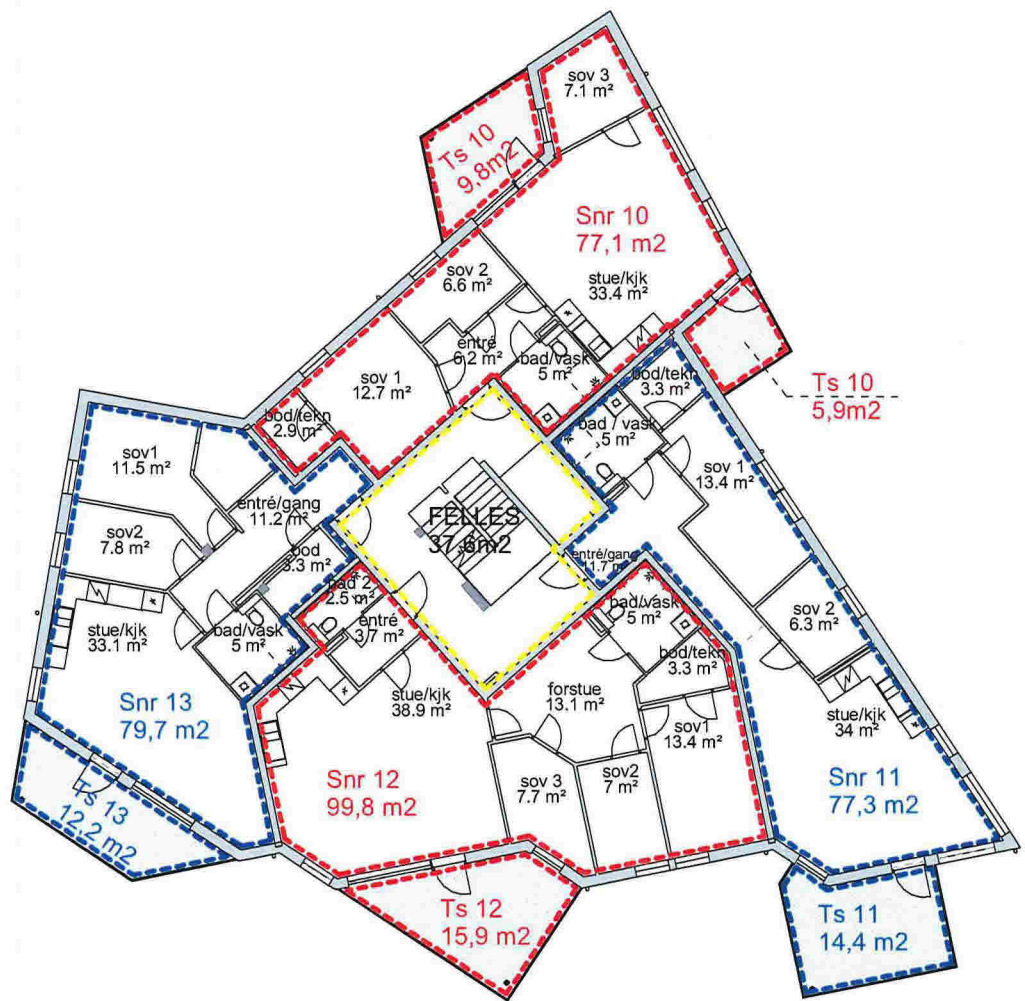 sov 3
7.1 m²
Ts 10
9,8m2
Snr 10
77,1 m2
stue/kjk
33.4 m²
sov 2
6.6 m²
entré
6.2 m²
bad/vask
5 m²
sov 1
12.7 m²
bod/tekn
2.9 m²
Ts 10
5,9m2
bod/tekn
3.3 m²
bad / vask
5 m²
sov 1
13.4 m²
sov1
11.5 m²
entré/gang
11.2 m²
sov2
7.8 m²
bod
3.3 m²
FELLES
37,6m2
entré/gang
11.7 m²
bad 2
2.5 m²
entré
3.7 m²
bad/vask
5 m²
bad/vask
5 m²
bod/tekn
3.3 m²
sov 2
6.3 m²
stue/kjk
33.1 m²
Snr 13
79,7 m2
stue/kjk
38.9 m²
forstue
13.1 m²
sov1
13.4 m²
stue/kjk
34 m²
Snr 12
99,8 m2
sov 3
7.7 m²
sov2
7 m²
Snr 11
77,3 m2
Ts 13
12,2 m2
Ts 12
15,9 m2
Ts 11
14,4 m2